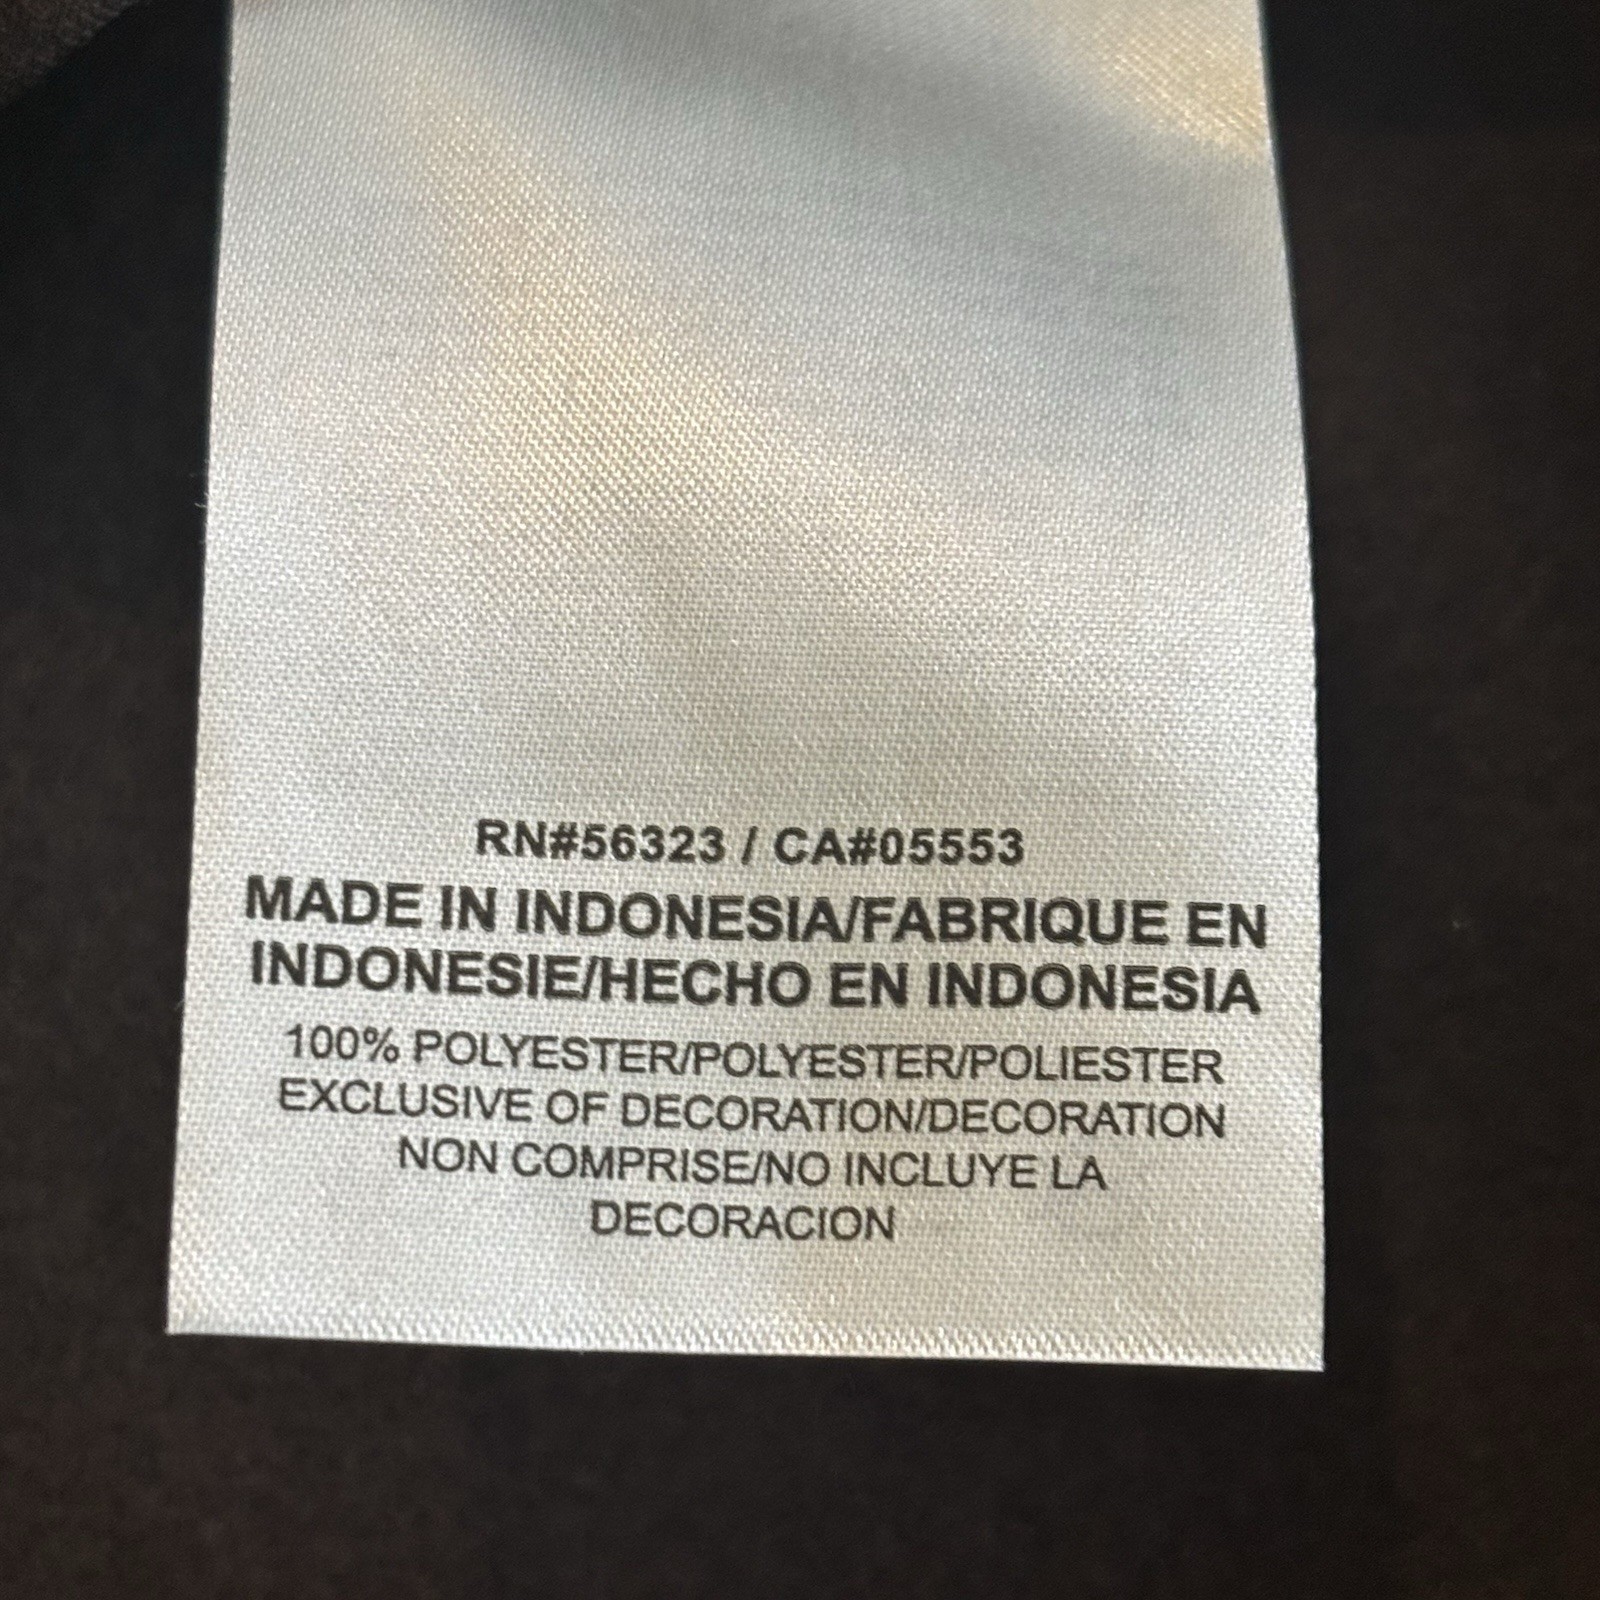 RN#56323 / CA#05553
MADE IN INDONESIA/FABRIQUE EN
INDONESIE/HECHO EN INDONESIA
100% POLYESTER/POLYESTER/POLIESTER
EXCLUSIVE OF DECORATION/DECORATION
NON COMPRISE/NO INCLUYE LA
DECORACION